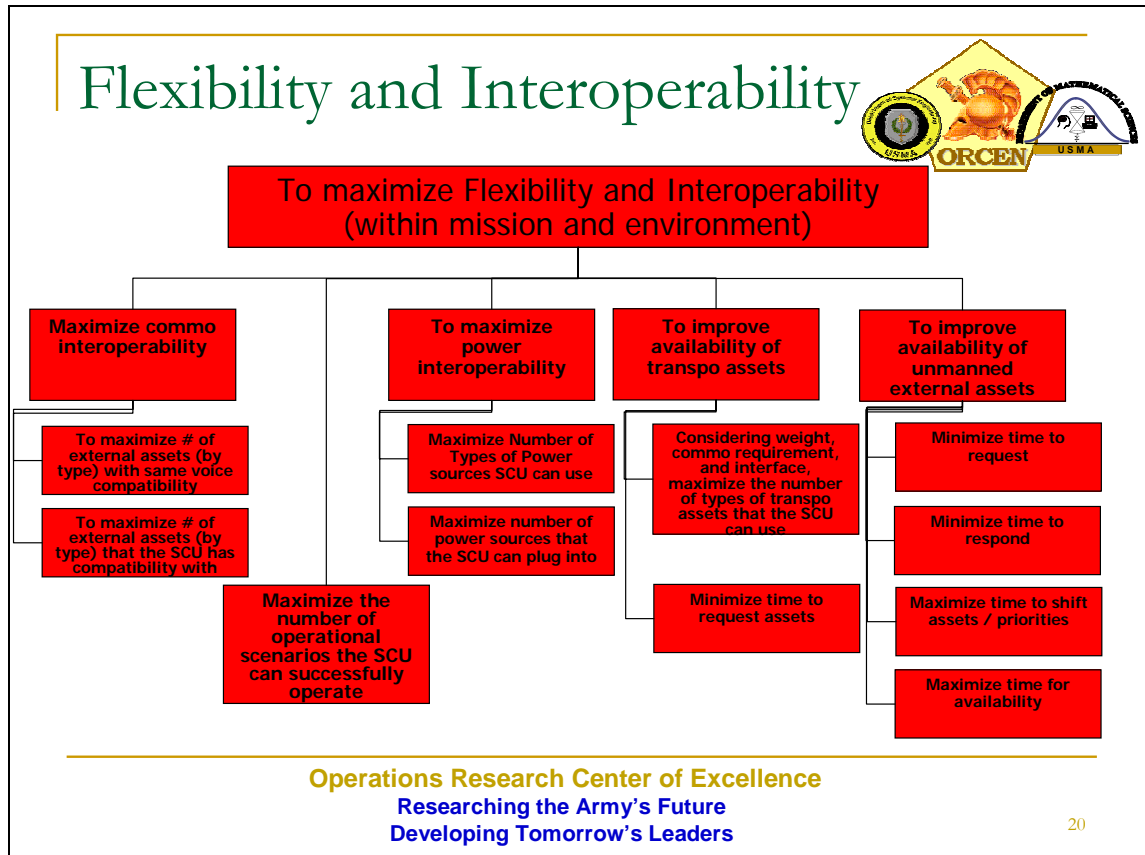 Flexibility and Interoperability
USMA
ORCEN
USMA
To maximize Flexibility and Interoperability
(within mission and environment)
Maximize commo
interoperability
To maximize # of
external assets (by
type) with same voice
compatibility
To maximize # of
external assets (by
type) that the SCU has
compatibility with
Maximize the
number of
operational
scenarios the SCU
can successfully
operate
To maximize
power
interoperability
Maximize Number of
Types of Power
sources SCU can use
Maximize number of
power sources that
the SCU can plug into
To improve
availability of
transpo assets
Considering weight,
commo requirement,
and interface,
maximize the number
of types of transpo
assets that the SCU
can use
Minimize time to
request assets
To improve
availability of
unmanned
external assets
Minimize time to
request
Minimize time to
respond
Maximize time to shift
assets / priorities
Maximize time for
availability
Operations Research Center of Excellence
Researching the Army's Future
Developing Tomorrow's Leaders
20